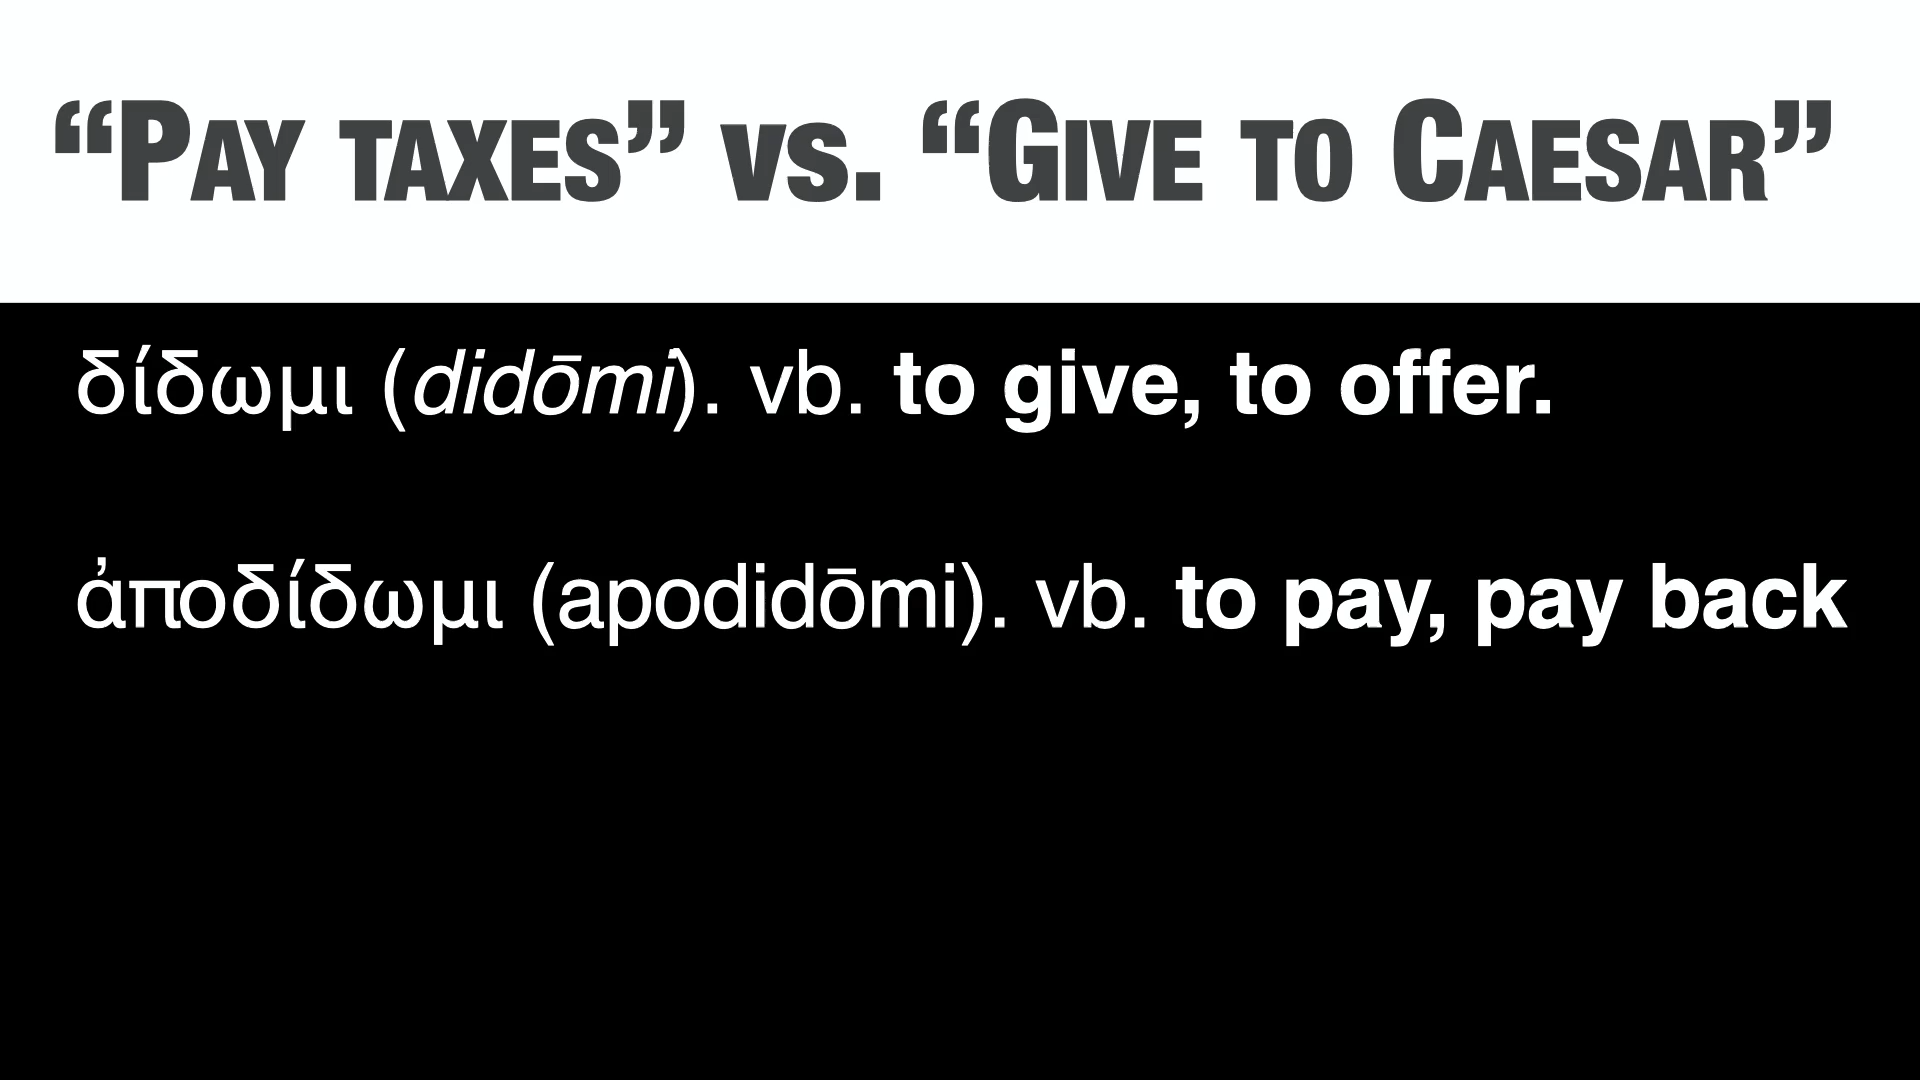 “Pay taxes” vs. “Give to Caesar”
δίδωμι (didōmi). vb. to give, to offer.
ἀποδίδωμι (apodidōmi). vb. to pay, pay back